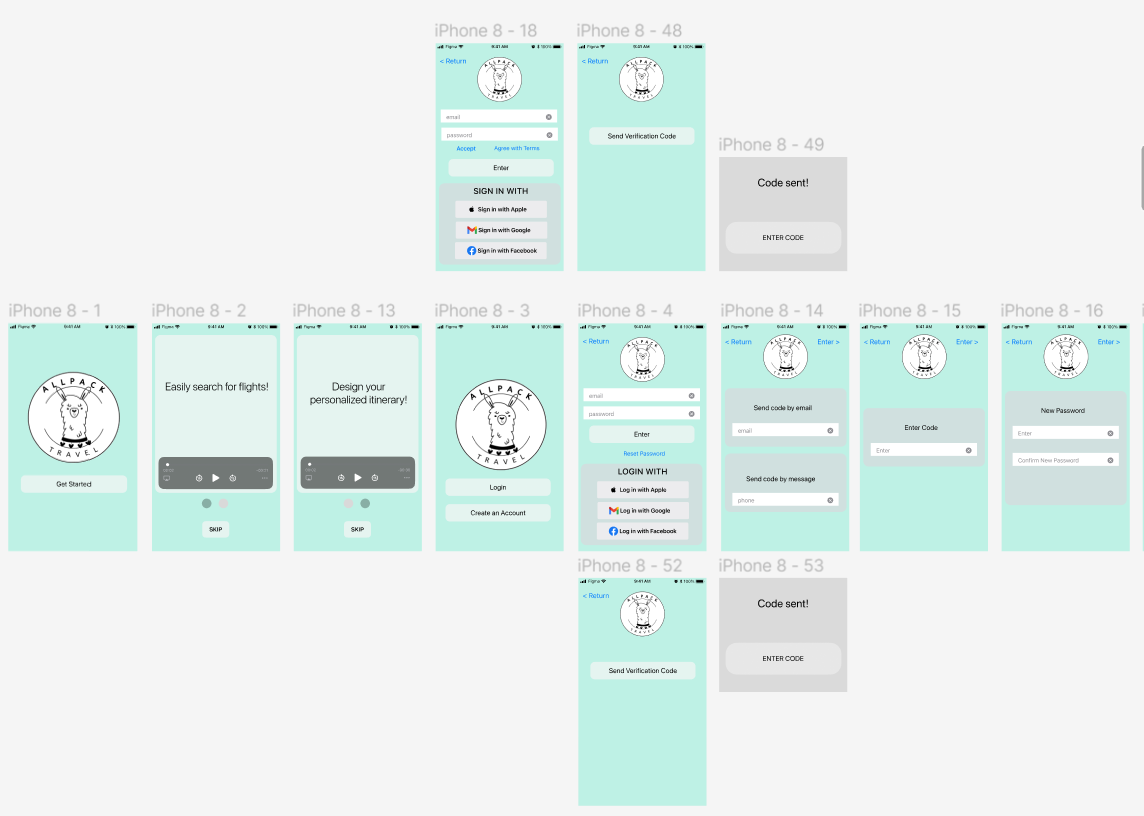 iPhone 8 - 18
Figma
9:41 AM
100%
< Return
ALLPACK
TRAVEL
email
password
Accept
Agree with Terms
Enter
SIGN IN WITH
Sign in with Apple
Sign in with Google
Sign in with Facebook
iPhone 8 - 48
Figma
9:41 AM
100%
< Return
ALLPACK
TRAVEL
Send Verification Code
iPhone 8 - 49
Code sent!
ENTER CODE
iPhone 8 - 1
Figma
9:41 AM
100%
ALLPACK
TRAVEL
Get Started
iPhone 8 - 2
Figma
9:41 AM
100%
Easily search for flights!
SKIP
iPhone 8 - 13
Figma
9:41 AM
100%
Design your
personalized itinerary!
SKIP
iPhone 8 - 3
Figma
9:41 AM
100%
ALLPACK
TRAVEL
Login
Create an Account
iPhone 8 - 4
Figma
9:41 AM
100%
< Return
ALLPACK
TRAVEL
email
password
Enter
Reset Password
LOGIN WITH
Log in with Apple
Log in with Google
Log in with Facebook
iPhone 8 - 14
Figma
9:41 AM
100%
< Return
Enter >
ALLPACK
TRAVEL
Send code by email
email
Send code by message
phone
iPhone 8 - 15
Figma
9:41 AM
100%
< Return
Enter >
ALLPACK
TRAVEL
Enter Code
Enter
iPhone 8 - 16
Figma
9:41 AM
100%
< Return
Enter >
ALLPACK
TRAVEL
New Password
Enter
Confirm New Password
iPhone 8 - 52
Figma
9:41 AM
100%
< Return
ALLPACK
TRAVEL
Send Verification Code
iPhone 8 - 53
Code sent!
ENTER CODE